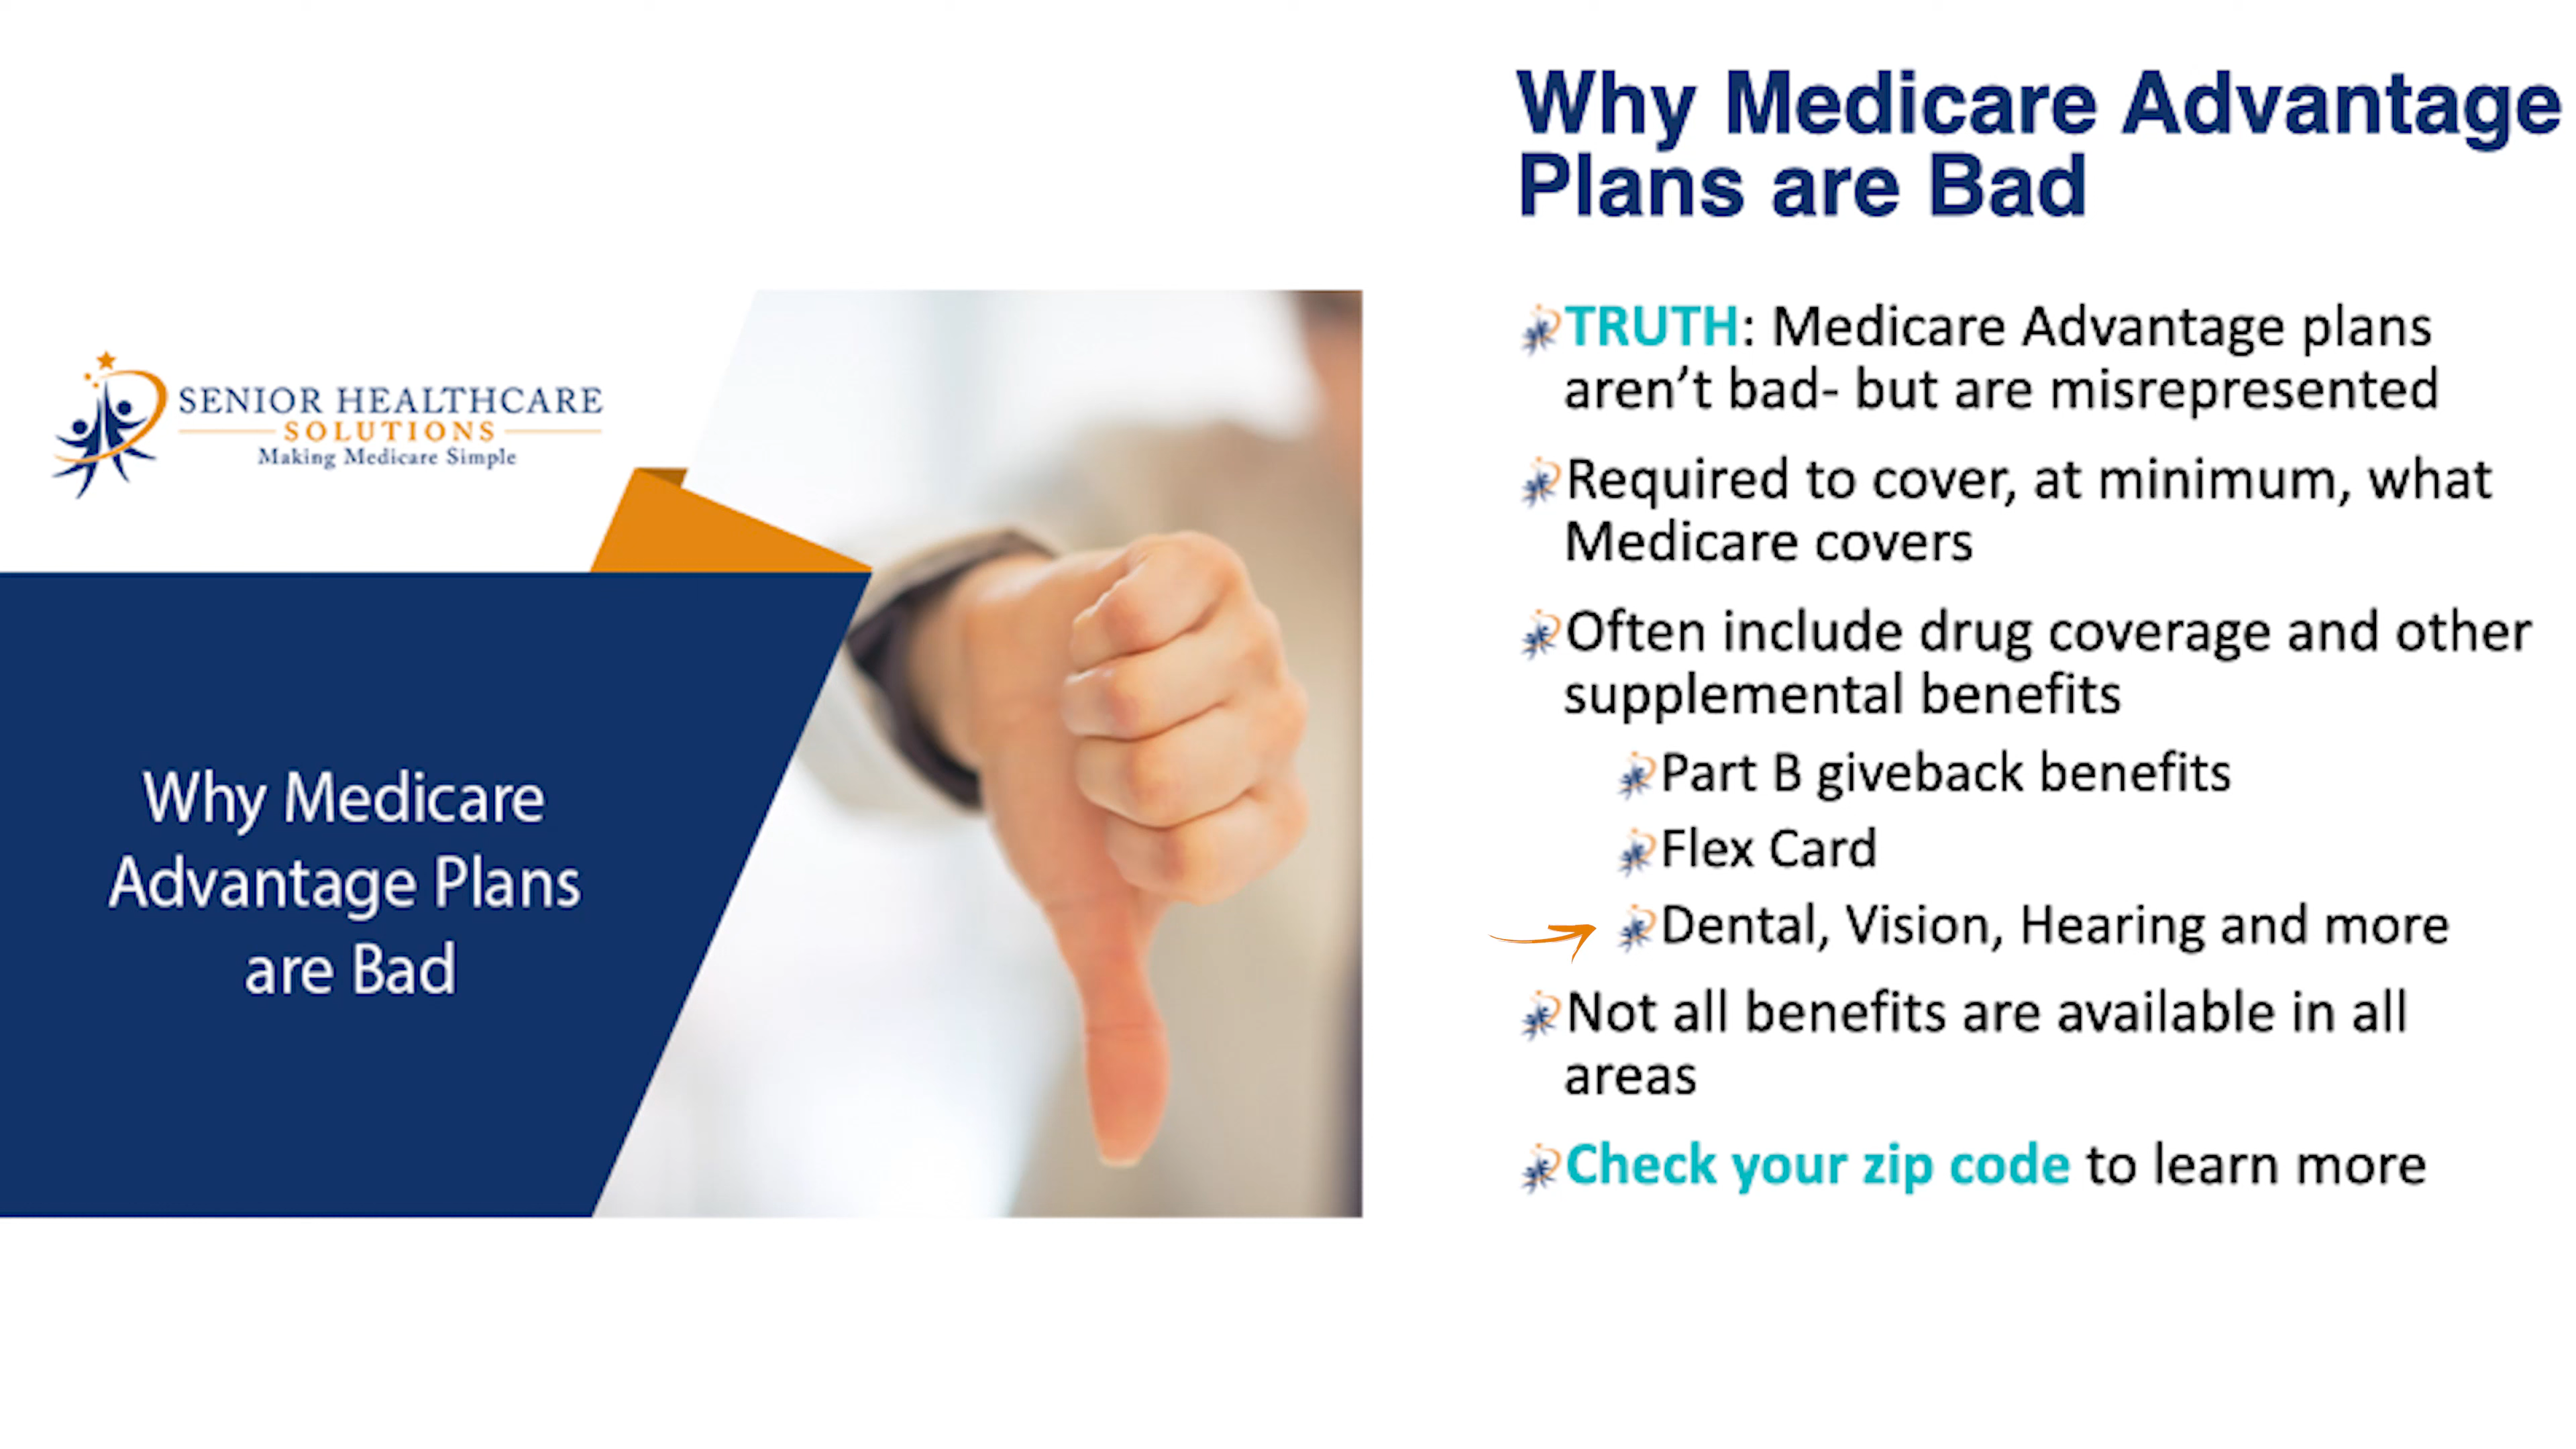 SENIOR HEALTHCARE
SOLUTIONS
Making Medicare Simple
Why Medicare
Advantage Plans
are Bad
Why Medicare Advantage
Plans are Bad
TRUTH: Medicare Advantage plans
aren't bad- but are misrepresented
Required to cover, at minimum, what
Medicare covers
Often include drug coverage and other
supplemental benefits
Part B giveback benefits
Flex Card
Dental, Vision, Hearing and more
Not all benefits are available in all
areas
Check your zip code to learn more